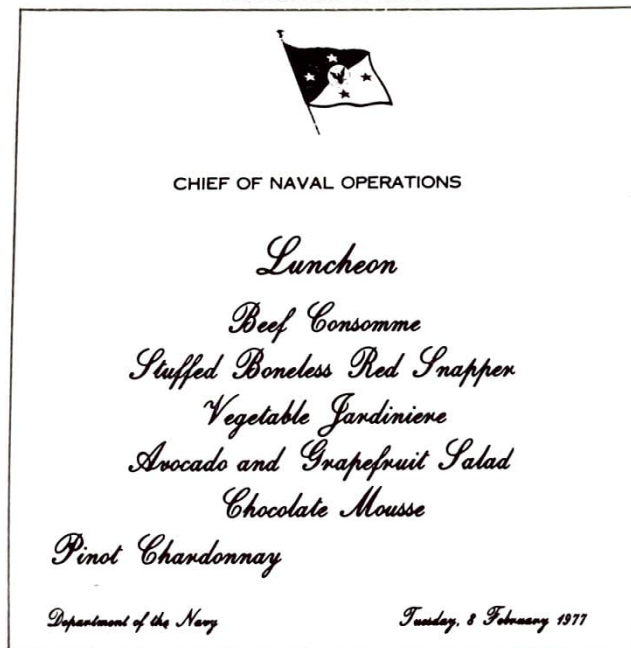 CHIEF OF NAVAL OPERATIONS
Luncheon
Beef Consomme
Stuffed Boneless Red Snapper
Vegetable Jardiniere
Avocado and Grapefruit Salad
Chocolate Mousse
Pinot Chardonnay
Department of the Navy
Tuesday, 8 February 1977